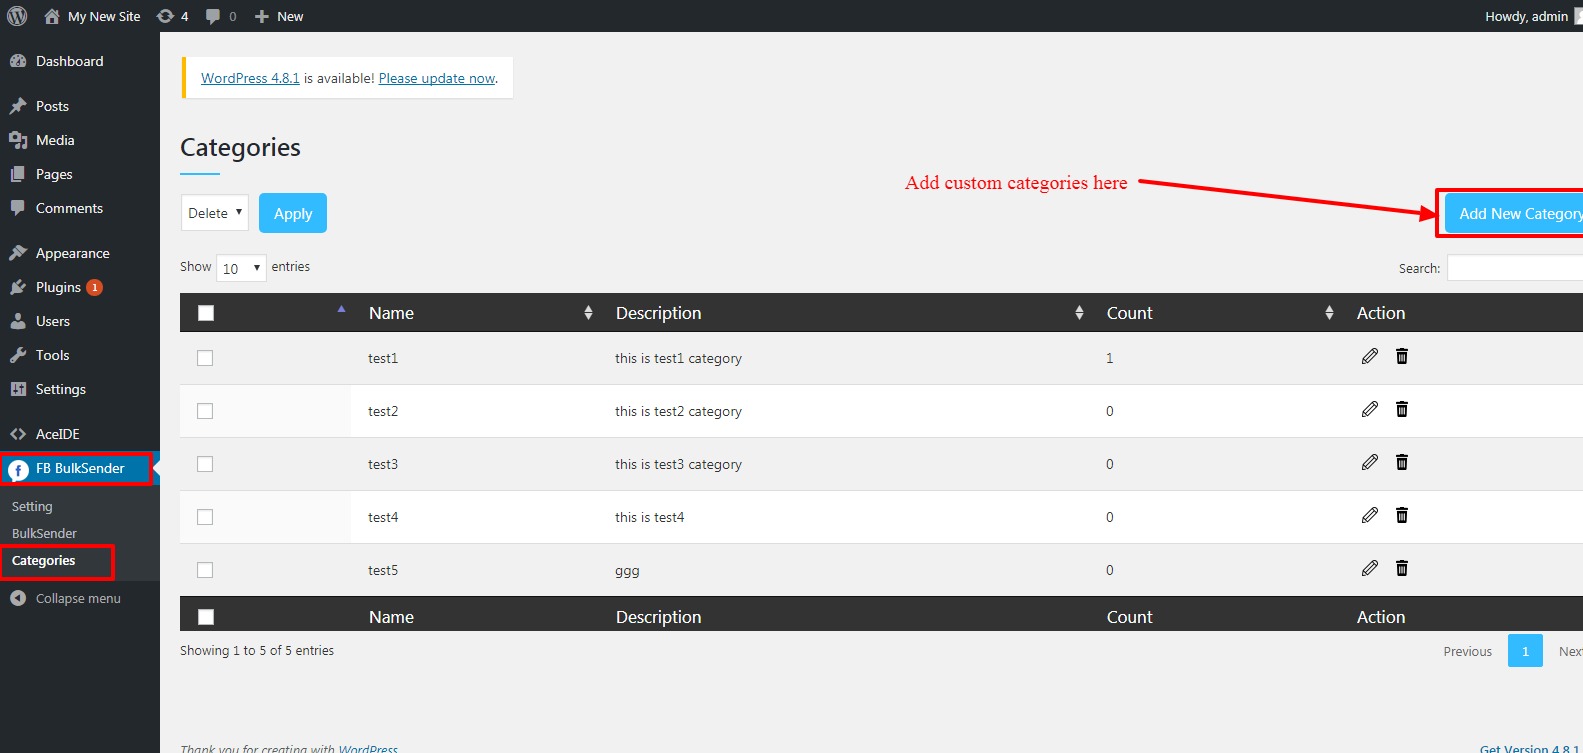 My New Site 4 0 New Howdy, admin
Dashboard
Posts
Media
Pages
Comments
Appearance
Plugins 1
Users
Tools
Settings
AceIDE
FB BulkSender
Setting
BulkSender
Categories
Collapse menu
WordPress 4.8.1 is available! Please update now.
Categories
Add custom categories here
Delete Apply Add New Category
Show 10 entries Search:
Name Description Count Action
test1 this is test1 category 1
test2 this is test2 category 0
test3 this is test3 category 0
test4 this is test4 0
test5 ggg 0
Name Description Count Action
Showing 1 to 5 of 5 entries Previous 1 Next
Thank you for creating with WordPress Get Version 4.8.1